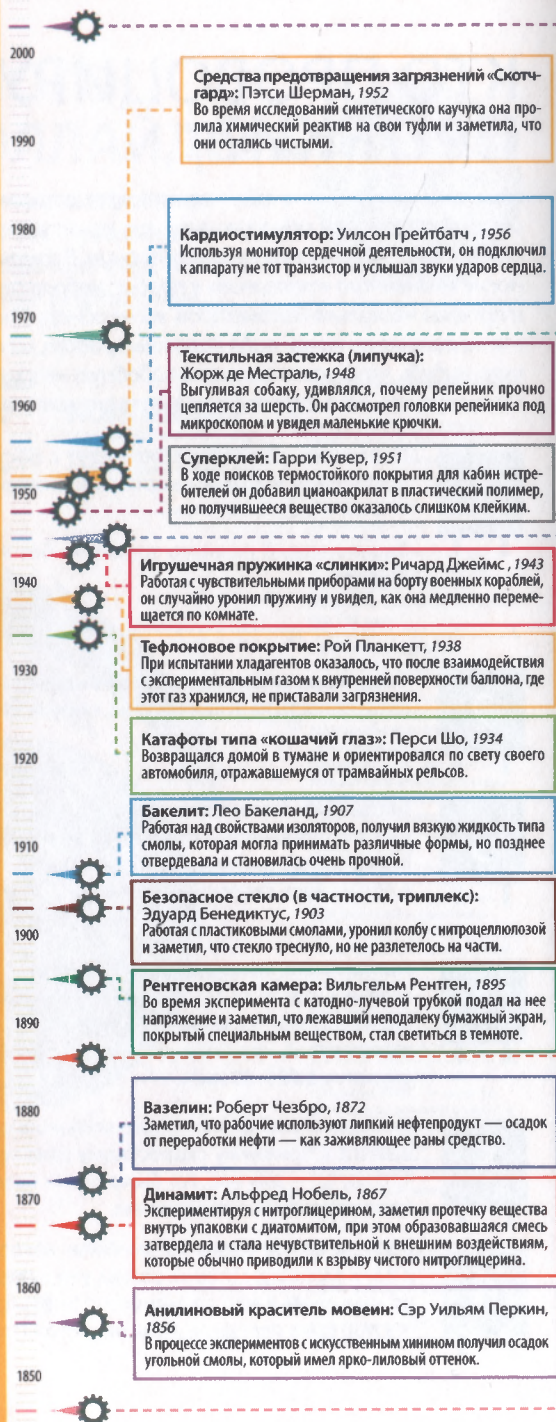 2000
Средства предотвращения загрязнений «Скотч-
гард»: Пэтси Шерман, 1952
Во время исследований синтетического каучука она про-
лила химический реактив на свои туфли и заметила, что
они остались чистыми.
1990
1980
Кардиостимулятор: Уилсон Грейтбатч , 1956
Используя монитор сердечной деятельности, он подключил
к аппарату не тот транзистор и услышал звуки ударов сердца.
1970
Текстильная застежка (липучка):
Жорж де Местраль, 1948
Выгуливая собаку, удивлялся, почему репейник прочно
цепляется за шерсть. Он рассмотрел головки репейника под
микроскопом и увидел маленькие крючки.
1960
Суперклей: Гарри Кувер, 1951
В ходе поисков термостойкого покрытия для кабин истре-
бителей он добавил цианоакрилат в пластический полимер,
но получившееся вещество оказалось слишком клейким.
1950
Игрушечная пружинка «слинки»: Ричард Джеймс , 1943
Работая с чувствительными приборами на борту военных кораблей,
он случайно уронил пружину и увидел, как она медленно переме-
щается по комнате.
1940
Тефлоновое покрытие: Рой Планкетт, 1938
При испытании хладагентов оказалось, что после взаимодействия
с экспериментальным газом к внутренней поверхности баллона, где
этот газ хранился, не приставали загрязнения.
1930
Катафоты типа «кошачий глаз»: Перси Шо, 1934
Возвращался домой в тумане и ориентировался по свету своего
автомобиля, отражавшемуся от трамвайных рельсов.
1920
Бакелит: Лео Бакеланд, 1907
Работая над свойствами изоляторов, получил вязкую жидкость типа
смолы, которая могла принимать различные формы, но позднее
отвердевала и становилась очень прочной.
1910
Безопасное стекло (в частности, триплекс):
Эдуард Бенедиктус, 1903
Работая с пластиковыми смолами, уронил колбу с нитроцеллюлозой
и заметил, что стекло треснуло, но не разлетелось на части.
1900
Рентгеновская камера: Вильгельм Рентген, 1895
Во время эксперимента с катодно-лучевой трубкой подал на нее
напряжение и заметил, что лежавший неподалеку бумажный экран,
покрытый специальным веществом, стал светиться в темноте.
1890
1880
Вазелин: Роберт Чезбро, 1872
Заметил, что рабочие используют липкий нефтепродукт — осадок
от переработки нефти — как заживляющее раны средство.
1870
Динамит: Альфред Нобель, 1867
Экспериментируя с нитроглицерином, заметил протечку вещества
внутрь упаковки с диатомитом, при этом образовавшаяся смесь
затвердела и стала нечувствительной к внешним воздействиям,
которые обычно приводили к взрыву чистого нитроглицерина.
1860
Анилиновый краситель мовеин: Сэр Уильям Перкин,
1856
В процессе экспериментов с искусственным хинином получил осадок
угольной смолы, который имел ярко-лиловый оттенок.
1850